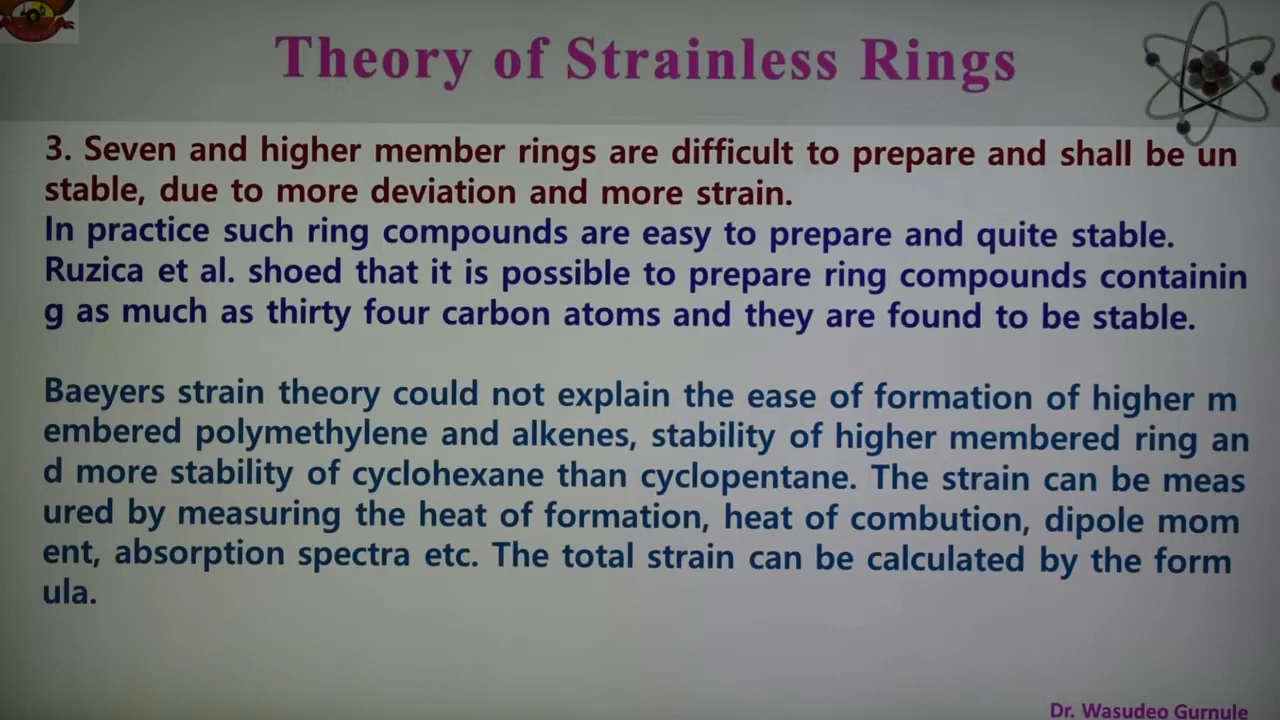 Theory of Strainless Rings
3. Seven and higher member rings are difficult to prepare and shall be un
stable, due to more deviation and more strain.
In practice such ring compounds are easy to prepare and quite stable.
Ruzica et al. shoed that it is possible to prepare ring compounds containin
g as much as thirty four carbon atoms and they are found to be stable.
Baeyers strain theory could not explain the ease of formation of higher m
embered polymethylene and alkenes, stability of higher membered ring an
d more stability of cyclohexane than cyclopentane. The strain can be meas
ured by measuring the heat of formation, heat of combution, dipole mom
ent, absorption spectra etc. The total strain can be calculated by the form
ula.
Dr. Wasudeo Gurnule